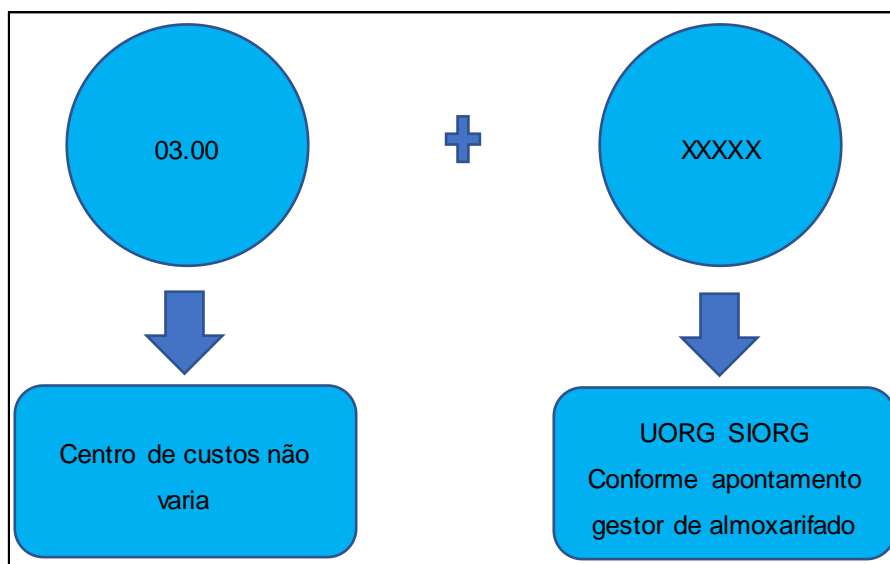 03.00
XXXXX
Centro de custos não
varia
UORG SIORG
Conforme apontamento
gestor de almoxarifado